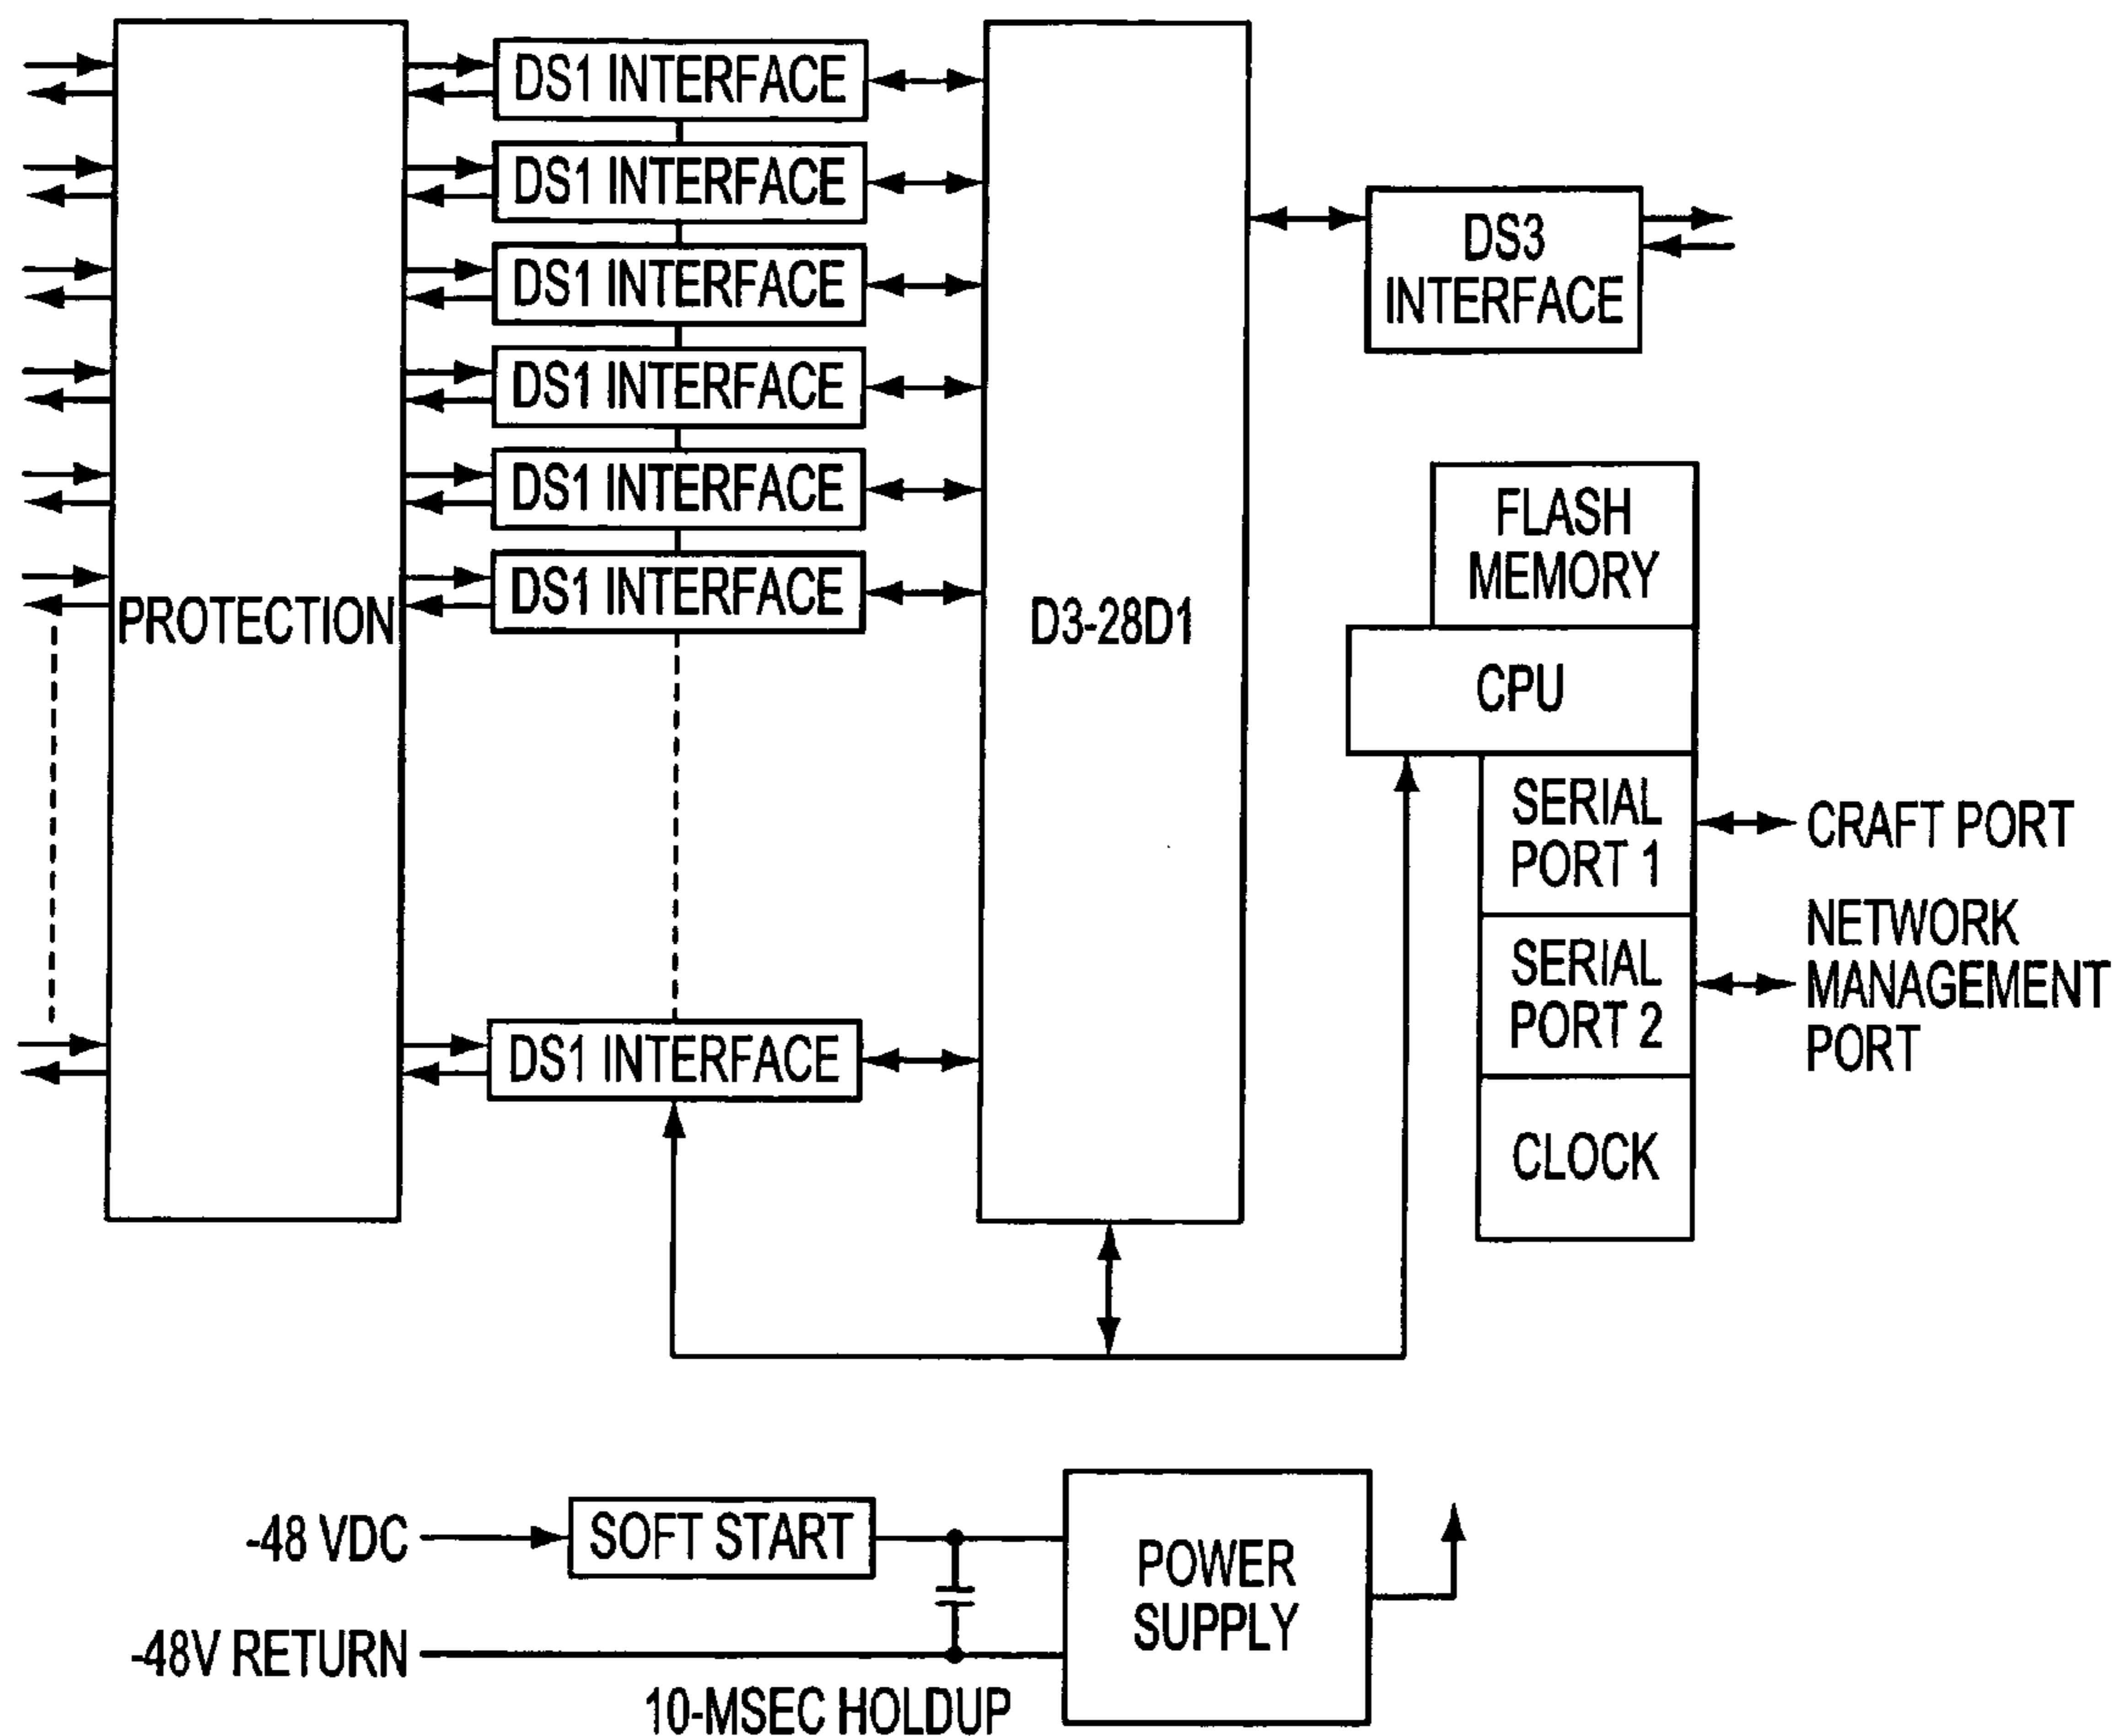 DS1 INTERFACE
DS1 INTERFACE
DS1 INTERFACE
DS1 INTERFACE
DS1 INTERFACE
DS1 INTERFACE
PROTECTION
D3-28D1
DS1 INTERFACE
DS3
INTERFACE
FLASH
MEMORY
CPU
SERIAL
PORT 1
CRAFT PORT
SERIAL
PORT 2
NETWORK
MANAGEMENT
PORT
CLOCK
-48 VDC
SOFT START
POWER
SUPPLY
-48V RETURN
10-MSEC HOLDUP